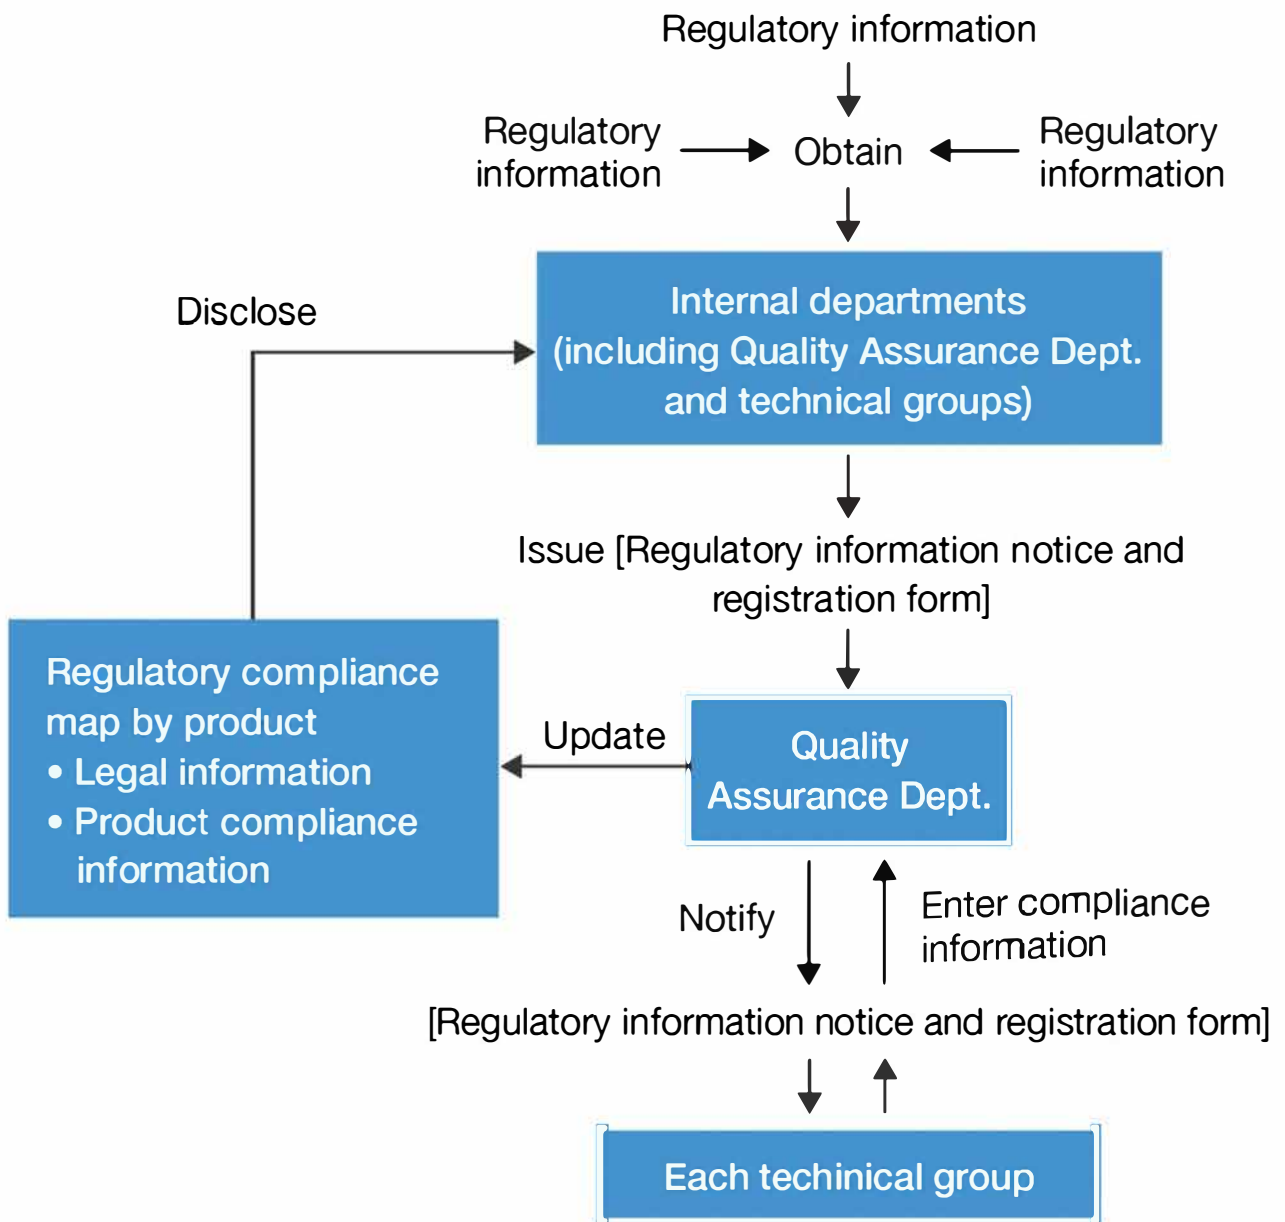 Regulatory information
Regulatory
information
Obtain
Regulatory
information
Disclose
Internal departments
(including Quality Assurance Dept.
and technical groups)
Issue [Regulatory information notice and
registration form]
Regulatory compliance
map by product
• Legal information
• Product compliance
information
Update
Quality
Assurance Dept.
Notify
Enter compliance
information
[Regulatory information notice and registration form]
Each techinical group